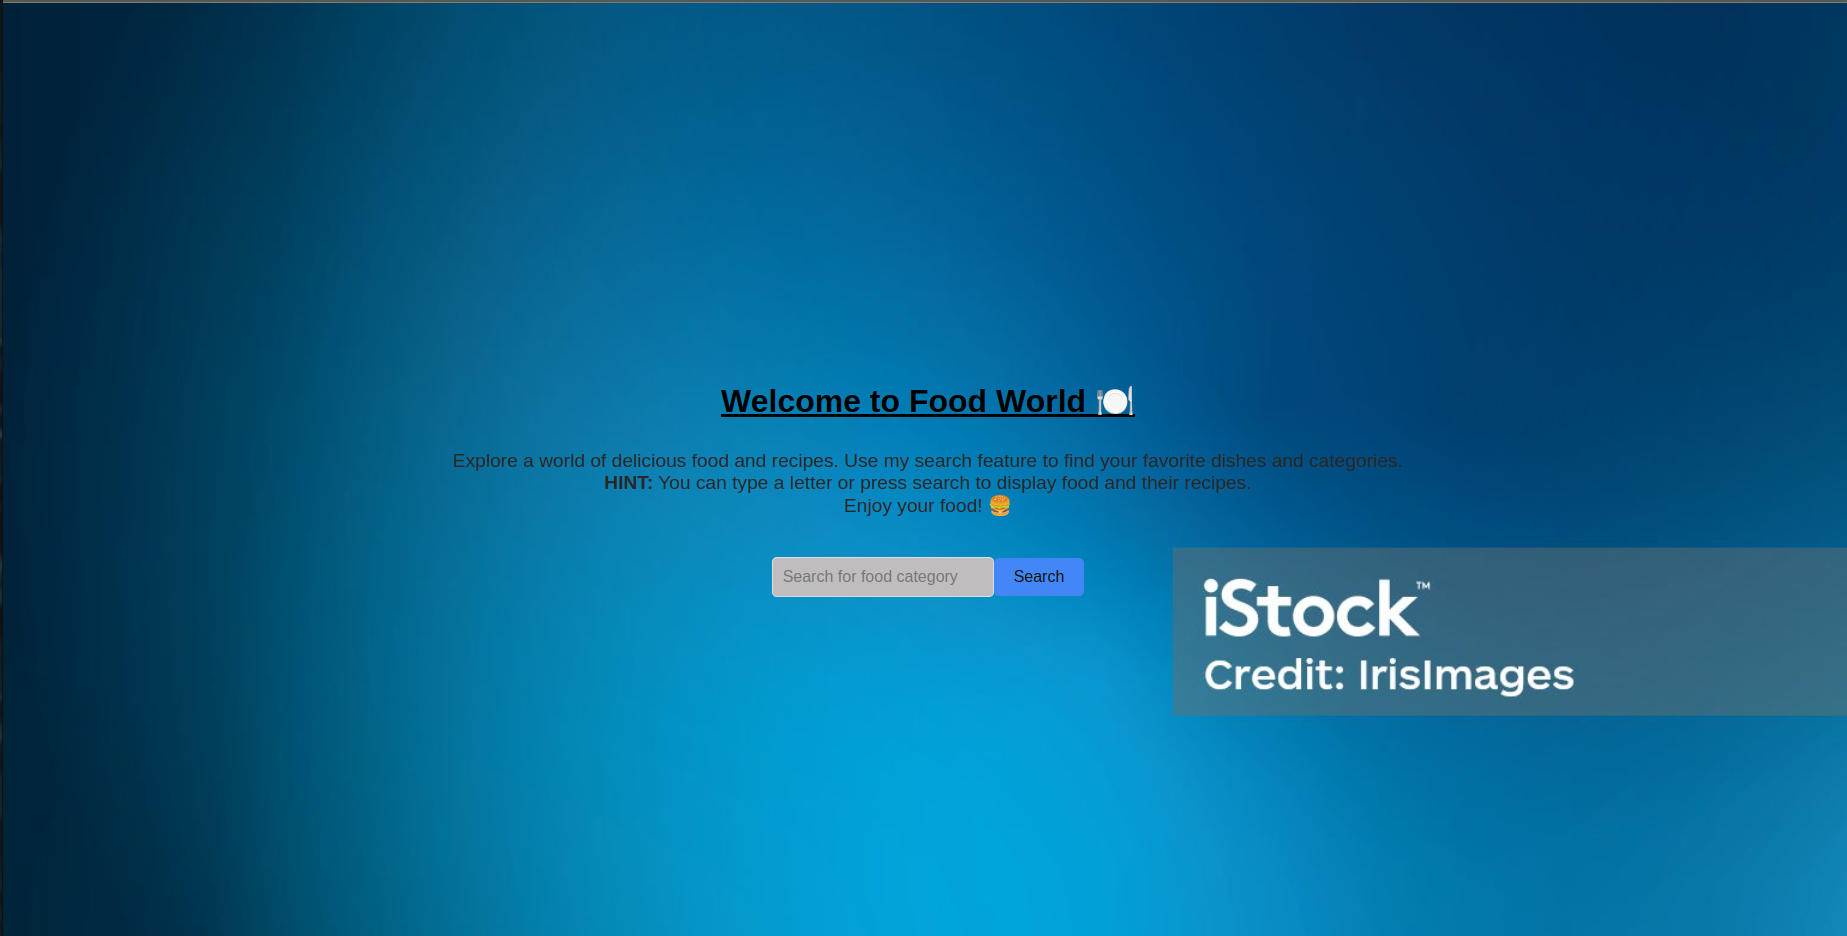 Welcome to Food World 🍽️
Explore a world of delicious food and recipes. Use my search feature to find your favorite dishes and categories.
HINT: You can type a letter or press search to display food and their recipes.
Enjoy your food! 🍔
Search for food category
Search
iStock™
Credit: IrisImages